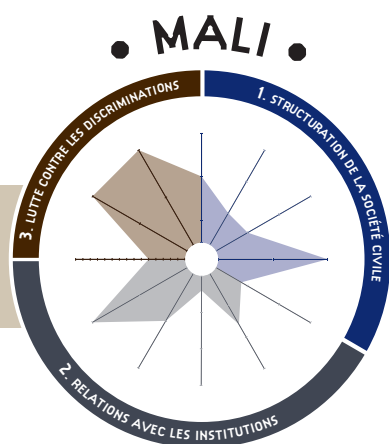 • MALI •
1. STRUCTURATION DE LA SOCIÉTÉ CIVILE
2. RELATIONS AVEC LES INSTITUTIONS
3. LUTTE CONTRE LES DISCRIMINATIONS